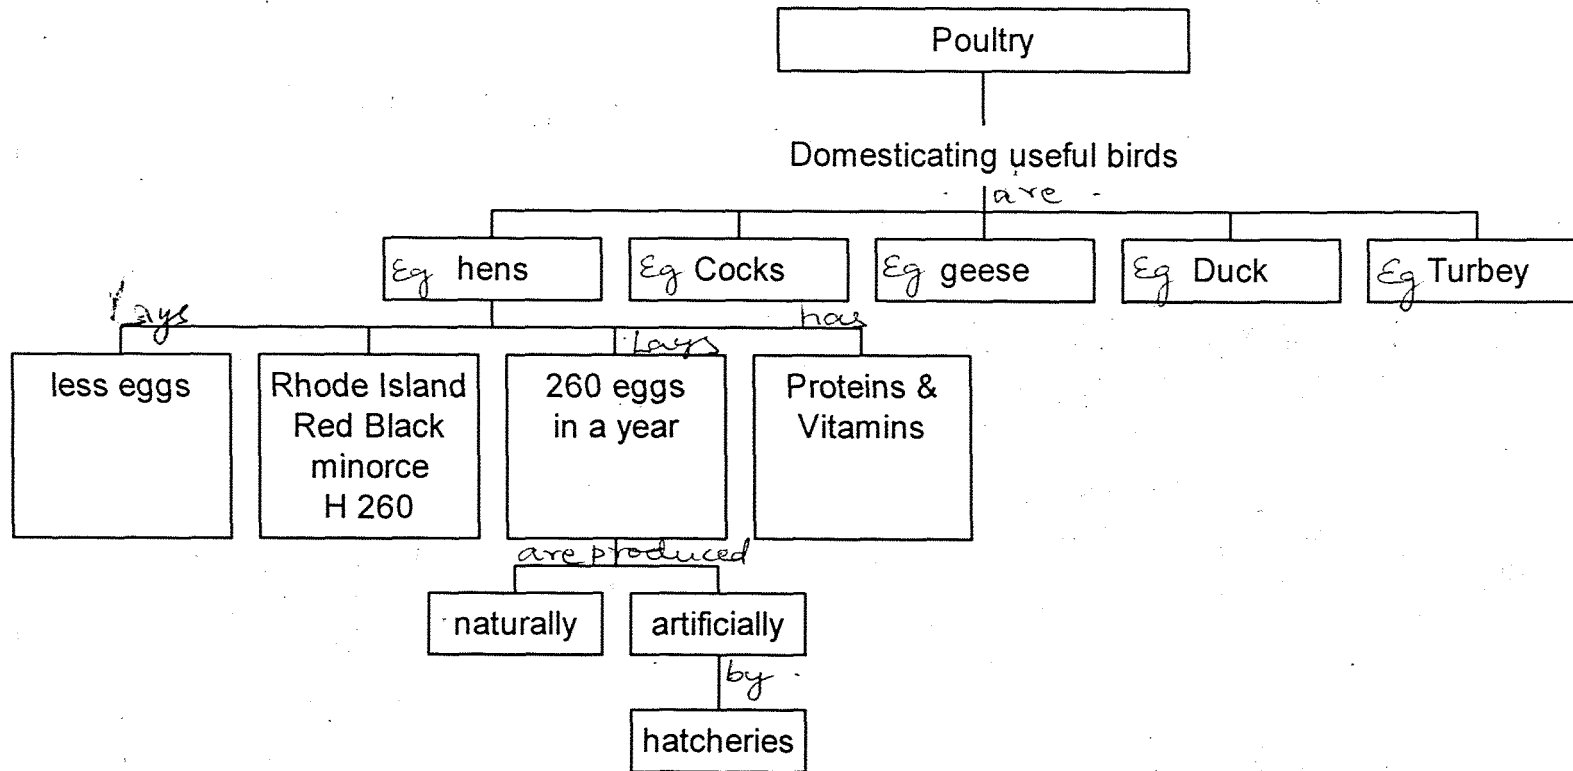 Poultry
Domesticating useful birds
are
Eg hens
Eg Cocks
Eg geese
Eg Duck
Eg Turbey
Lays
has
Lays
less eggs
Rhode Island
Red Black
minorce
H 260
260 eggs
in a year
Proteins &
Vitamins
are produced
naturally
artificially
by
hatcheries